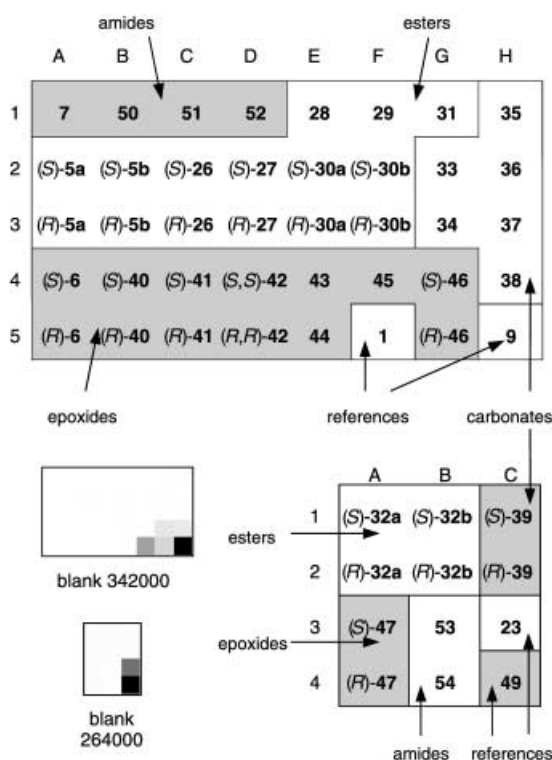 amides esters
A B C D E F G H
1 7 50 51 52 28 29 31 35
2 (S)-5a (S)-5b (S)-26 (S)-27 (S)-30a (S)-30b 33 36
3 (R)-5a (R)-5b (R)-26 (R)-27 (R)-30a (R)-30b 34 37
4 (S)-6 (S)-40 (S)-41 (S,S)-42 43 45 (S)-46 38
5 (R)-6 (R)-40 (R)-41 (R,R)-42 44 1 (R)-46 9
epoxides references carbonates
blank 342000
blank
264000
A B C
1 (S)-32a (S)-32b (S)-39
esters
2 (R)-32a (R)-32b (R)-39
3 (S)-47 53 23
epoxides
4 (R)-47 54 49
amides references